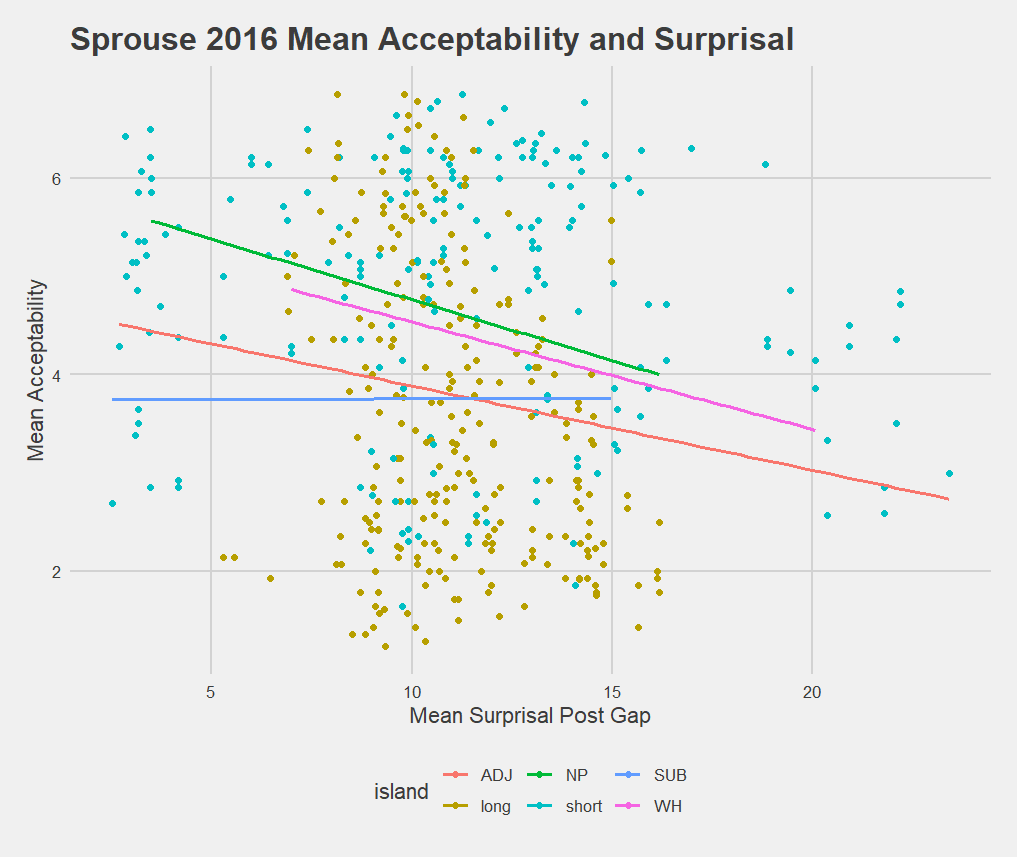 Sprouse 2016 Mean Acceptability and Surprisal
Mean Acceptability
6
4
2
5 10 15 20
Mean Surprisal Post Gap
island
ADJ NP SUB
long short WH